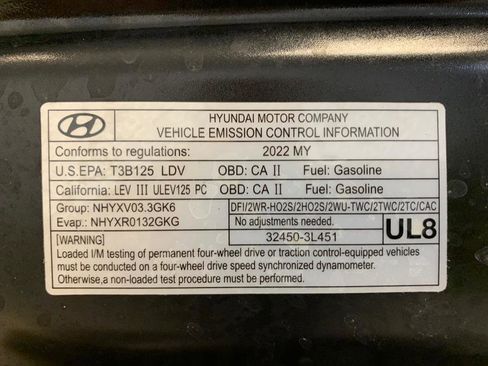 HYUNDAI MOTOR COMPANY
VEHICLE EMISSION CONTROL INFORMATION
Conforms to regulations: 2022 MY
U.S.EPA: T3B125 LDV OBD: CA II Fuel: Gasoline
California: LEV III ULEV125 PC OBD: CA II Fuel: Gasoline
Group: NHYXV03.3GK6 DFI/2WR-HO2S/2HO2S/2WU-TWC/2TWC/2TC/CAC
Evap.: NHYXR0132GKG No adjustments needed.
32450-3L451 UL8
[WARNING]
Loaded I/M testing of permanent four-wheel drive or traction control-equipped vehicles
must be conducted on a four-wheel drive speed synchronized dynamometer.
Otherwise,a non-loaded test procedure must be performed.